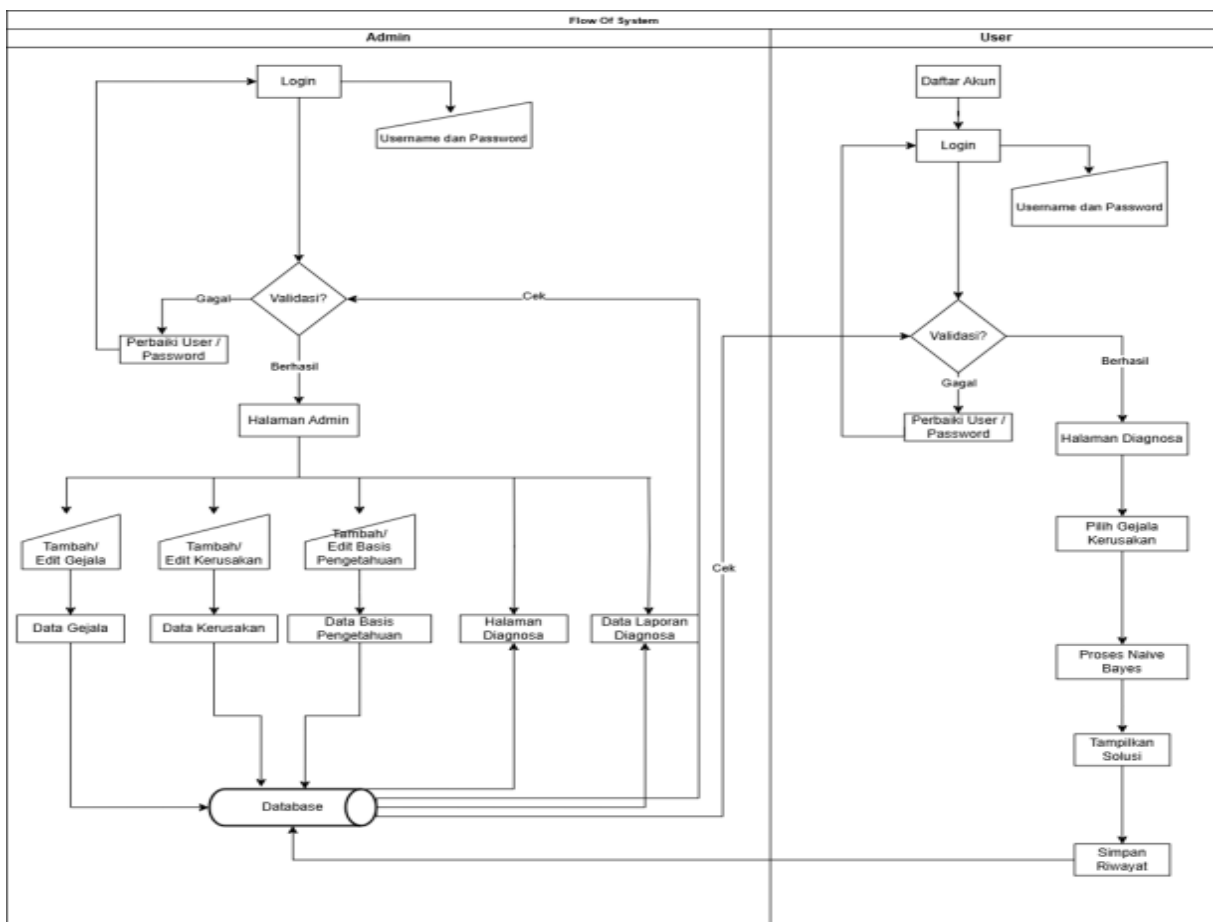 Flow Of System
Admin
User
Login
Username dan Password
Validasi?
Gagal
Cek
Perbaiki User /
Password
Berhasil
Halaman Admin
Tambah/
Edit Gejala
Tambah/
Edit Kerusakan
Tambah/
Edit Basis
Pengetahuan
Data Gejala
Data Kerusakan
Data Basis
Pengetahuan
Halaman
Diagnosa
Data Laporan
Diagnosa
Database
Cek
Daftar Akun
Login
Username dan Password
Validasi?
Berhasil
Gagal
Perbaiki User /
Password
Halaman Diagnosa
Pilih Gejala
Kerusakan
Proses Naive
Bayes
Tampilkan
Solusi
Simpan
Riwayat